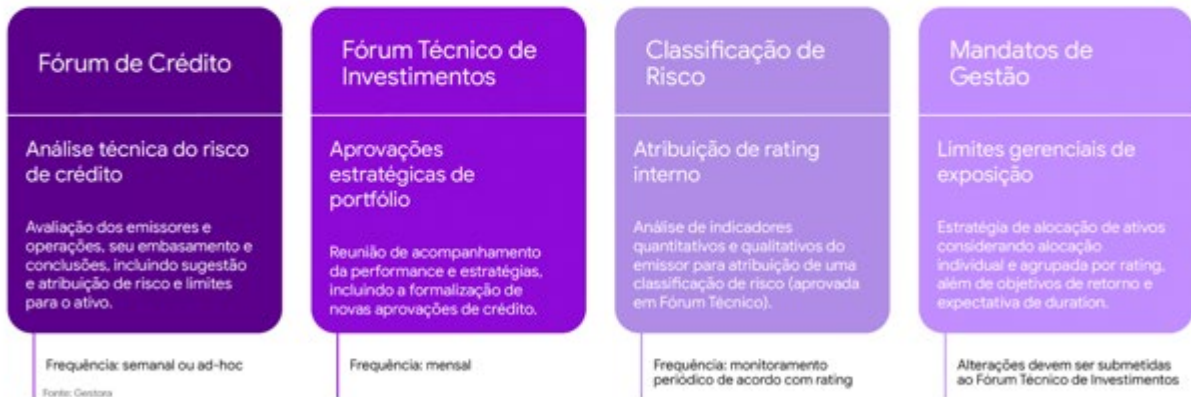 Fórum de Crédito
Análise técnica do risco
de crédito
Avaliação dos emissores e
operações, seu embasamento e
conclusões, incluindo sugestão
e atribuição de risco e limites
para o ativo.
Frequência: semanal ou ad-hoc
Fonte: Gestora
Fórum Técnico de
Investimentos
Aprovações
estratégicas de
portfólio
Reunião de acompanhamento
da performance e estratégias,
incluindo a formalização de
novas aprovações de crédito.
Frequência: mensal
Classificação de
Risco
Atribuição de rating
interno
Análise de indicadores
quantitativos e qualitativos do
emissor para atribuição de uma
classificação de risco (aprovada
em Fórum Técnico).
Frequência: monitoramento
periódico de acordo com rating
Mandatos de
Gestão
Limites gerenciais de
exposição
Estratégia de alocação de ativos
considerando alocação
individual e agrupada por rating,
além de objetivos de retorno e
expectativa de duration.
Alterações devem ser submetidas
ao Fórum Técnico de Investimentos